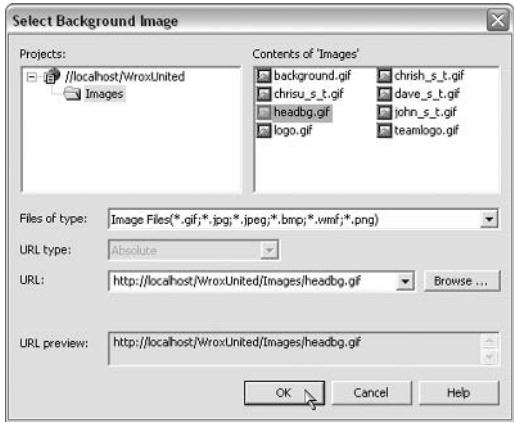 Select Background Image
Projects:
//localhost/WroxUnited
Images
Contents of 'Images'
background.gif
chrisu_s_t.gif
headbg.gif
logo.gif
chrish_s_t.gif
dave_s_t.gif
john_s_t.gif
teamlogo.gif
Files of type: Image Files(*.gif;*.jpg;*.jpeg;*.bmp;*.wmf;*.png)
URL type: Absolute
URL: http://localhost/WroxUnited/Images/headbg.gif Browse ...
URL preview: http://localhost/WroxUnited/Images/headbg.gif
OK Cancel Help